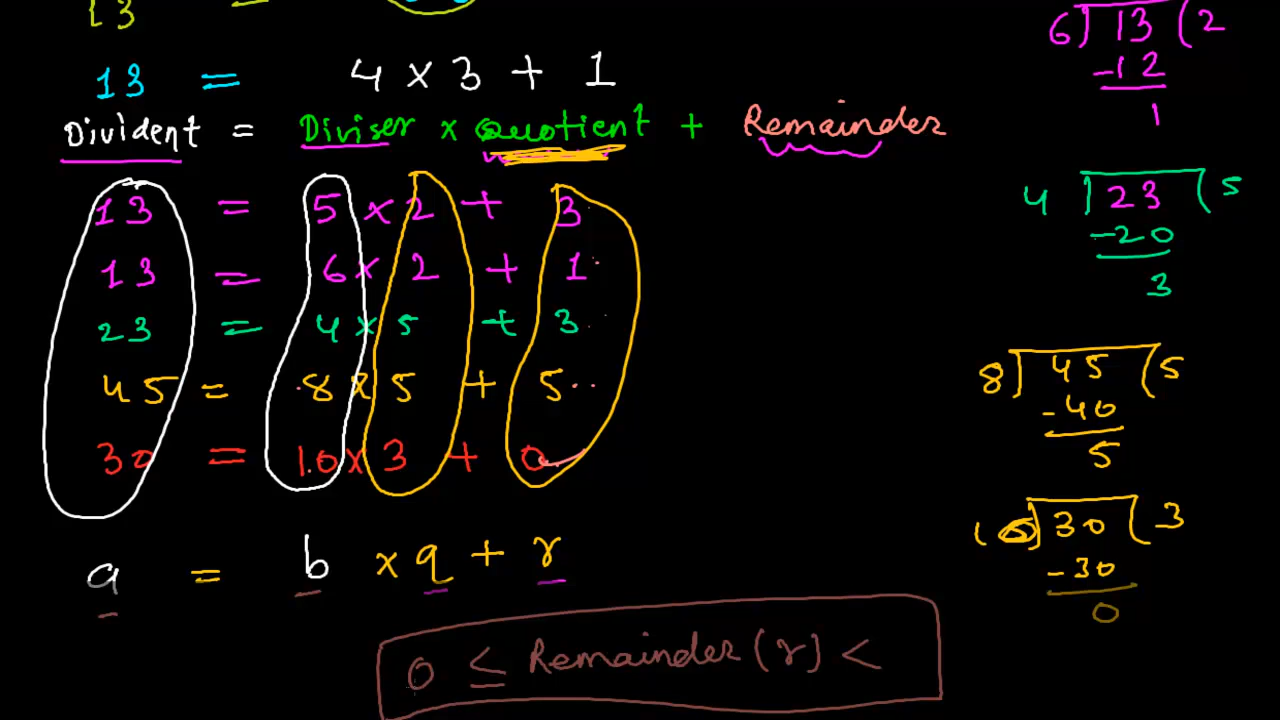 13 =
13 = 4 × 3 + 1
Divident = Diviser × Quotient + Remainder
13 = 5 × 2 + 3
13 = 6 × 2 + 1
23 = 4 × 5 + 3
45 = 8 × 5 + 5
30 = 10 × 3 + 0
a = b × q + r
0 ≤ Remainder (r) <
6) 13 (2
-12
1
4 ) 23 (5
-20
3
8) 45 (5
-40
5
10) 30 (3
-30
0